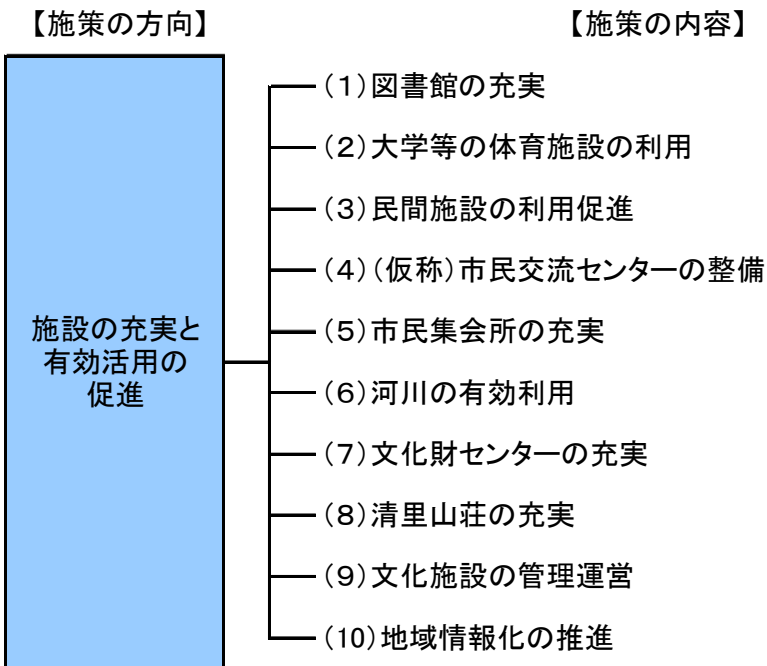 【施策の方向】
【施策の内容】
施設の充実と
有効活用の
促進
（１）図書館の充実
（２）大学等の体育施設の利用
（３）民間施設の利用促進
（４）（仮称）市民交流センターの整備
（５）市民集会所の充実
（６）河川の有効利用
（７）文化財センターの充実
（８）清里山荘の充実
（９）文化施設の管理運営
（10）地域情報化の推進